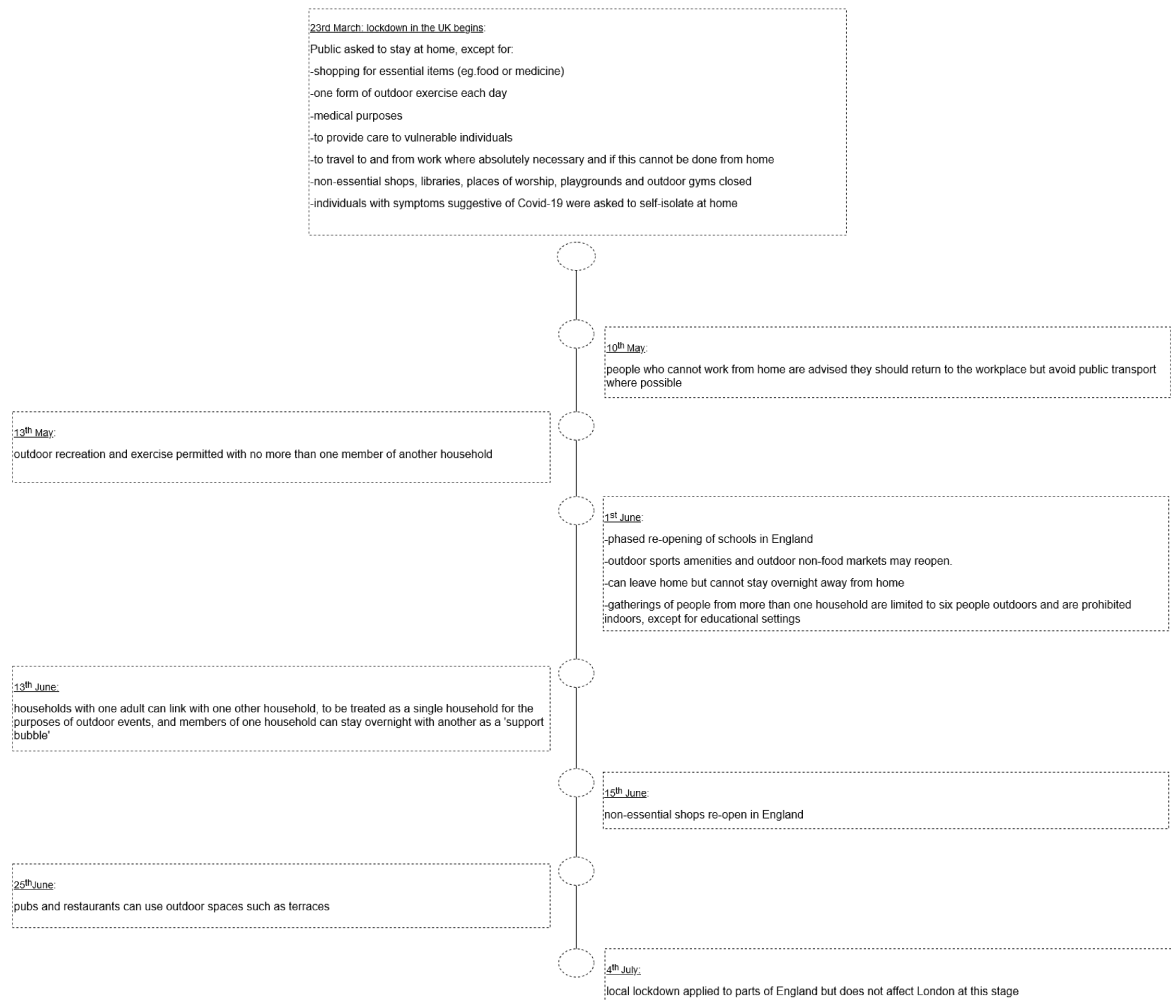 23rd March: lockdown in the UK begins:
Public asked to stay at home, except for:
-shopping for essential items (eg.food or medicine)
-one form of outdoor exercise each day
-medical purposes
-to provide care to vulnerable individuals
-to travel to and from work where absolutely necessary and if this cannot be done from home
-non-essential shops, libraries, places of worship, playgrounds and outdoor gyms closed
-individuals with symptoms suggestive of Covid-19 were asked to self-isolate at home
10th May:
people who cannot work from home are advised they should return to the workplace but avoid public transport
where possible
13th May:
outdoor recreation and exercise permitted with no more than one member of another household
1st June:
-phased re-opening of schools in England
-outdoor sports amenities and outdoor non-food markets may reopen.
-can leave home but cannot stay overnight away from home
-gatherings of people from more than one household are limited to six people outdoors and are prohibited
indoors, except for educational settings
13th June:
households with one adult can link with one other household, to be treated as a single household for the
purposes of outdoor events, and members of one household can stay overnight with another as a 'support
bubble'
15th June:
non-essential shops re-open in England
25thJune:
pubs and restaurants can use outdoor spaces such as terraces
4th July:
local lockdown applied to parts of England but does not affect London at this stage